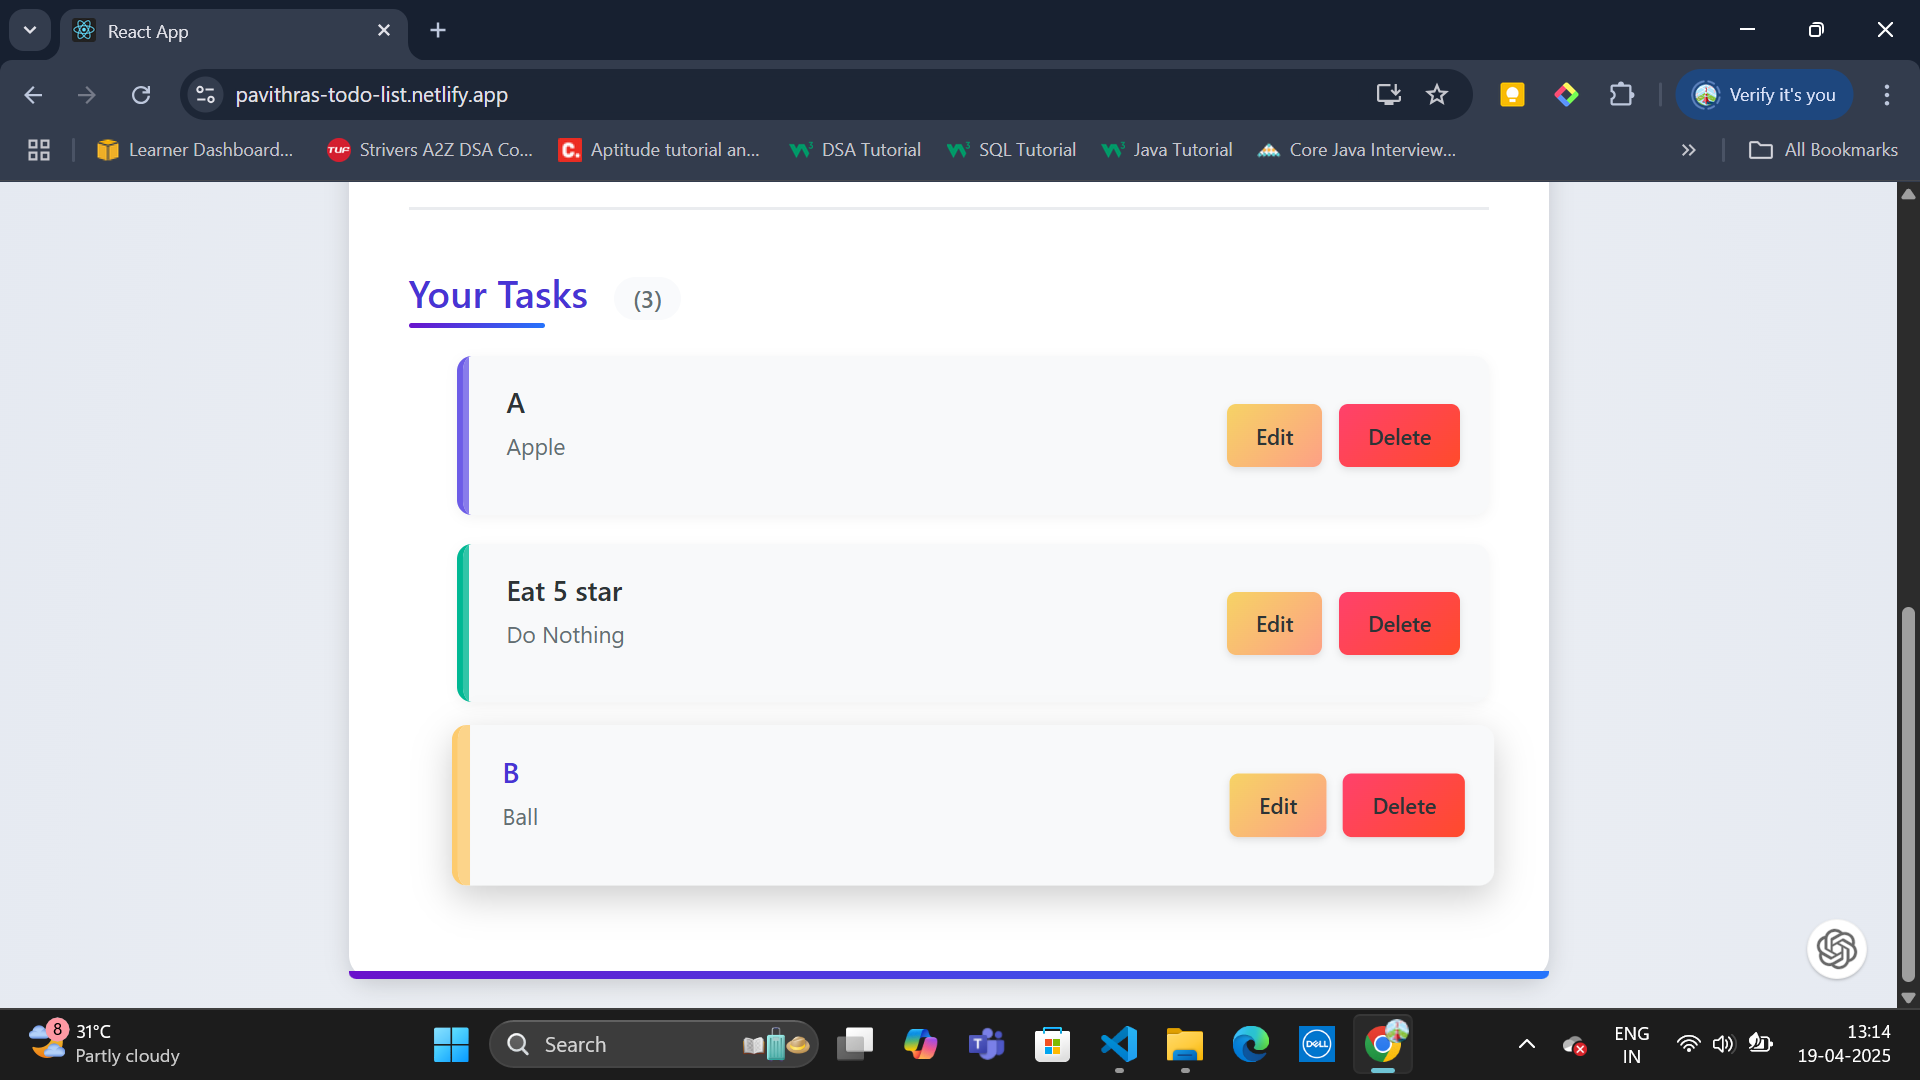 React App
pavithras-todo-list.netlify.app
Verify it's you
Learner Dashboard...
TUF
Strivers A2Z DSA Co...
C.
Aptitude tutorial an...
DSA Tutorial
SQL Tutorial
Java Tutorial
Core Java Interview...
All Bookmarks
Your Tasks (3)
A
Apple
Edit
Delete
Eat 5 star
Do Nothing
Edit
Delete
B
Ball
Edit
Delete
8
31°C
Partly cloudy
Search
DELL
ENG
IN
13:14
19-04-2025